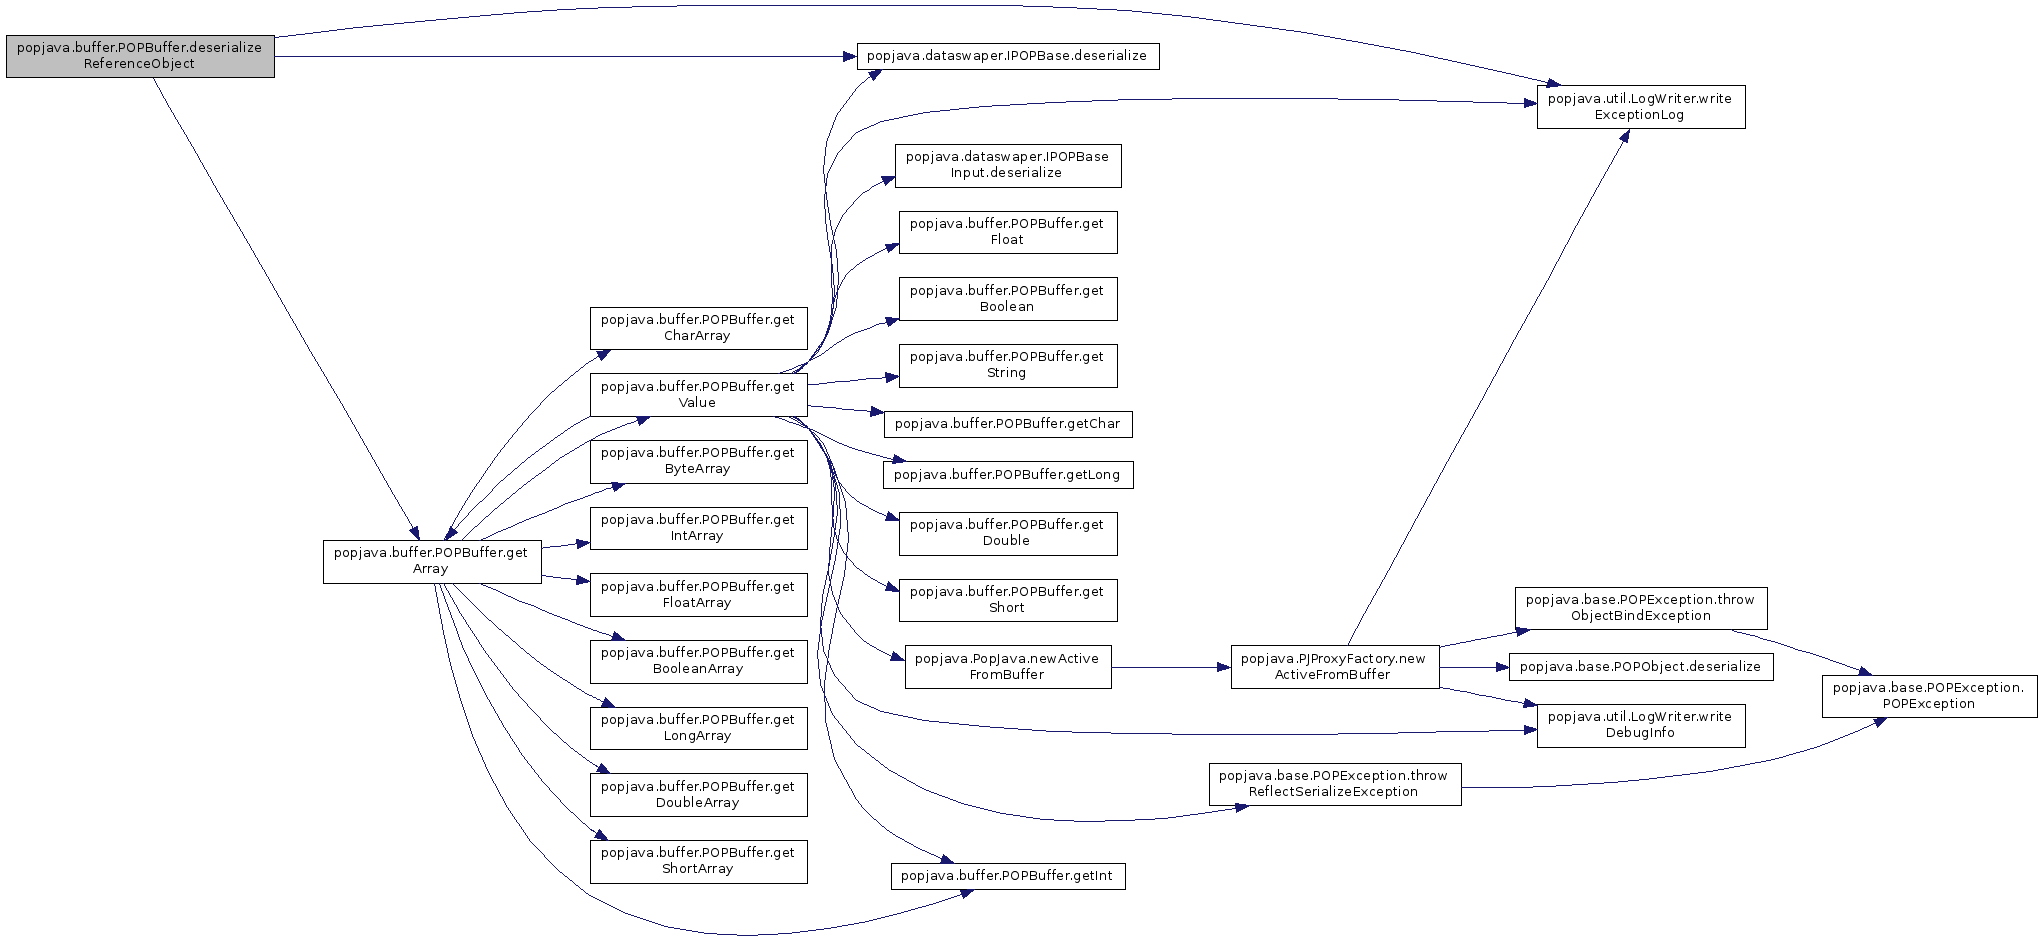 popjava.buffer.POPBuffer.deserialize
ReferenceObject
popjava.dataswaper.IPOPBase.deserialize
popjava.util.LogWriter.write
ExceptionLog
popjava.dataswaper.IPOPBase
Input.deserialize
popjava.buffer.POPBuffer.get
Float
popjava.buffer.POPBuffer.get
Boolean
popjava.buffer.POPBuffer.get
CharArray
popjava.buffer.POPBuffer.get
String
popjava.buffer.POPBuffer.get
Value
popjava.buffer.POPBuffer.getChar
popjava.buffer.POPBuffer.get
ByteArray
popjava.buffer.POPBuffer.getLong
popjava.buffer.POPBuffer.get
IntArray
popjava.buffer.POPBuffer.get
Double
popjava.buffer.POPBuffer.get
Array
popjava.buffer.POPBuffer.get
FloatArray
popjava.buffer.POPBuffer.get
Short
popjava.base.POPException.throw
ObjectBindException
popjava.buffer.POPBuffer.get
BooleanArray
popjava.PopJava.newActive
FromBuffer
popjava.PJProxyFactory.new
ActiveFromBuffer
popjava.base.POPObject.deserialize
popjava.base.POPException.
POPException
popjava.buffer.POPBuffer.get
LongArray
popjava.util.LogWriter.write
DebugInfo
popjava.buffer.POPBuffer.get
DoubleArray
popjava.base.POPException.throw
ReflectSerializeException
popjava.buffer.POPBuffer.get
ShortArray
popjava.buffer.POPBuffer.getInt